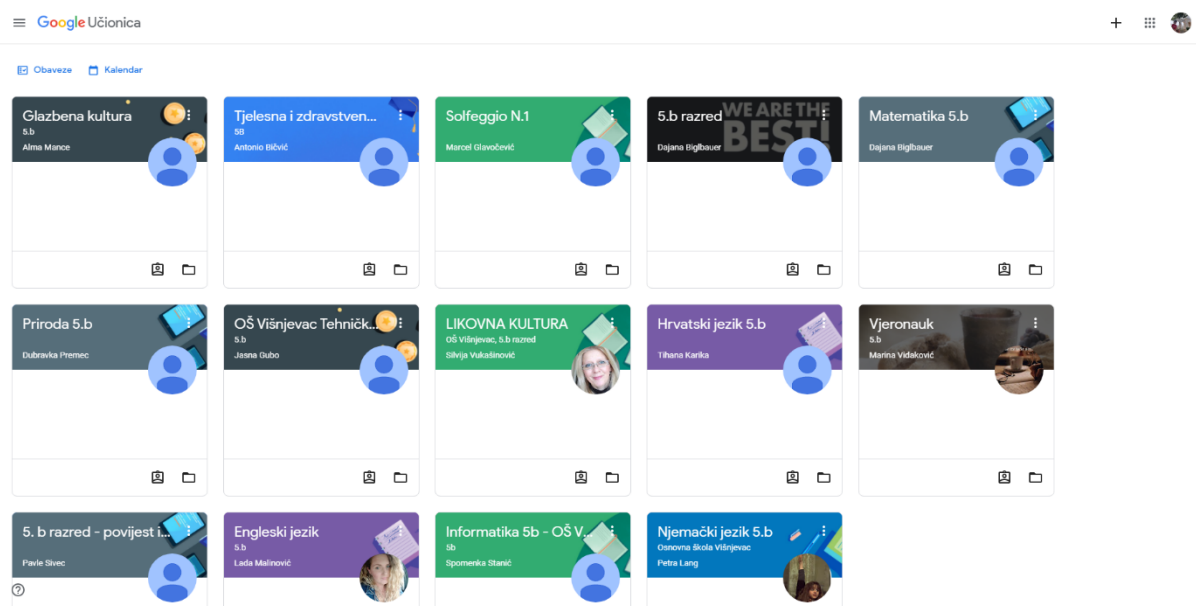 Google Učionica
Obaveze Kalendar
Glazbena kultura
5.b
Alma Mance
Tjelesna i zdravstven...
5B
Antonio Bičvić
Solfeggio N.1
Marcel Glavočević
5.b razred
WE ARE THE
BEST!
Dajana Biglbauer
Matematika 5.b
Dajana Biglbauer
Priroda 5.b
Dubravka Premec
OŠ Višnjevac Tehničk...
5.b
Jasna Gubo
LIKOVNA KULTURA
OŠ Višnjevac, 5.b razred
Silvija Vukašinović
Hrvatski jezik 5.b
Tihana Karika
Vjeronauk
5.b
Marina Vidaković
5. b razred - povijest i...
Pavle Sivec
Engleski jezik
5.b
Lada Malinović
Informatika 5b - OŠ V...
5b
Spomenka Stanić
Njemački jezik 5.b
Osnovna škola Višnjevac
Petra Lang